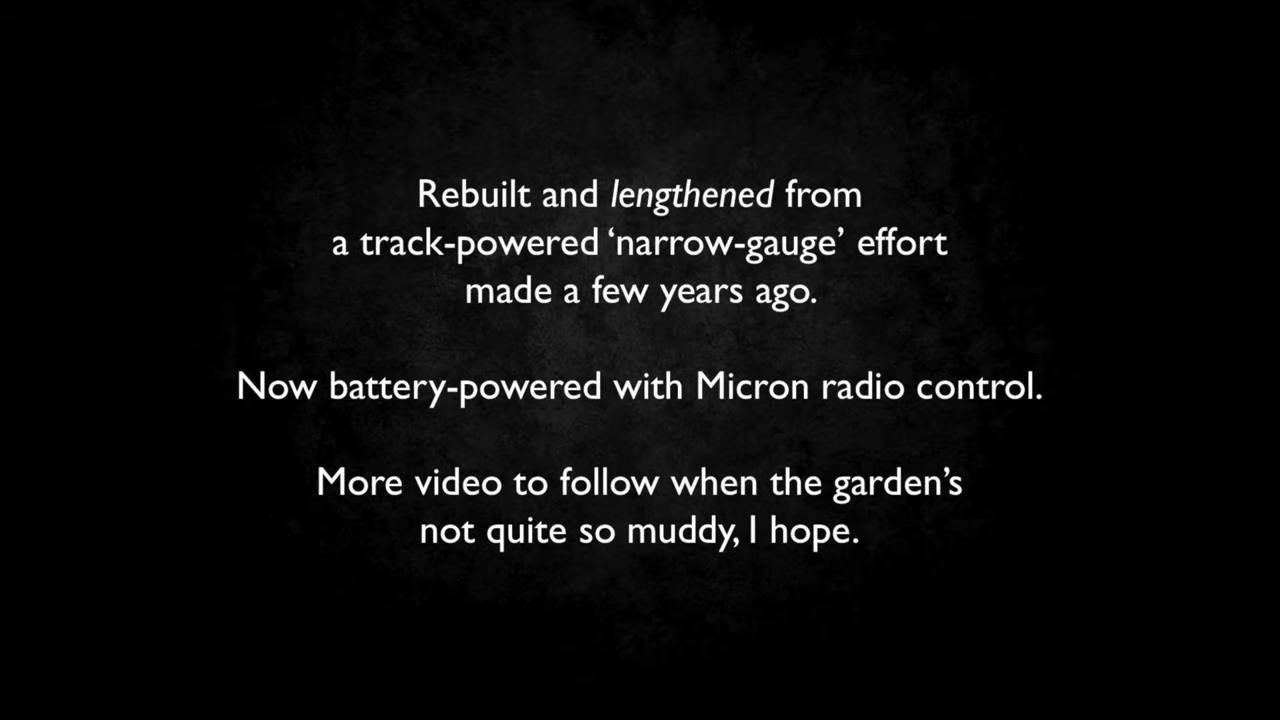 Rebuilt and lengthened from
a track-powered ‘narrow-gauge’ effort
made a few years ago.
Now battery-powered with Micron radio control.
More video to follow when the garden’s
not quite so muddy, I hope.